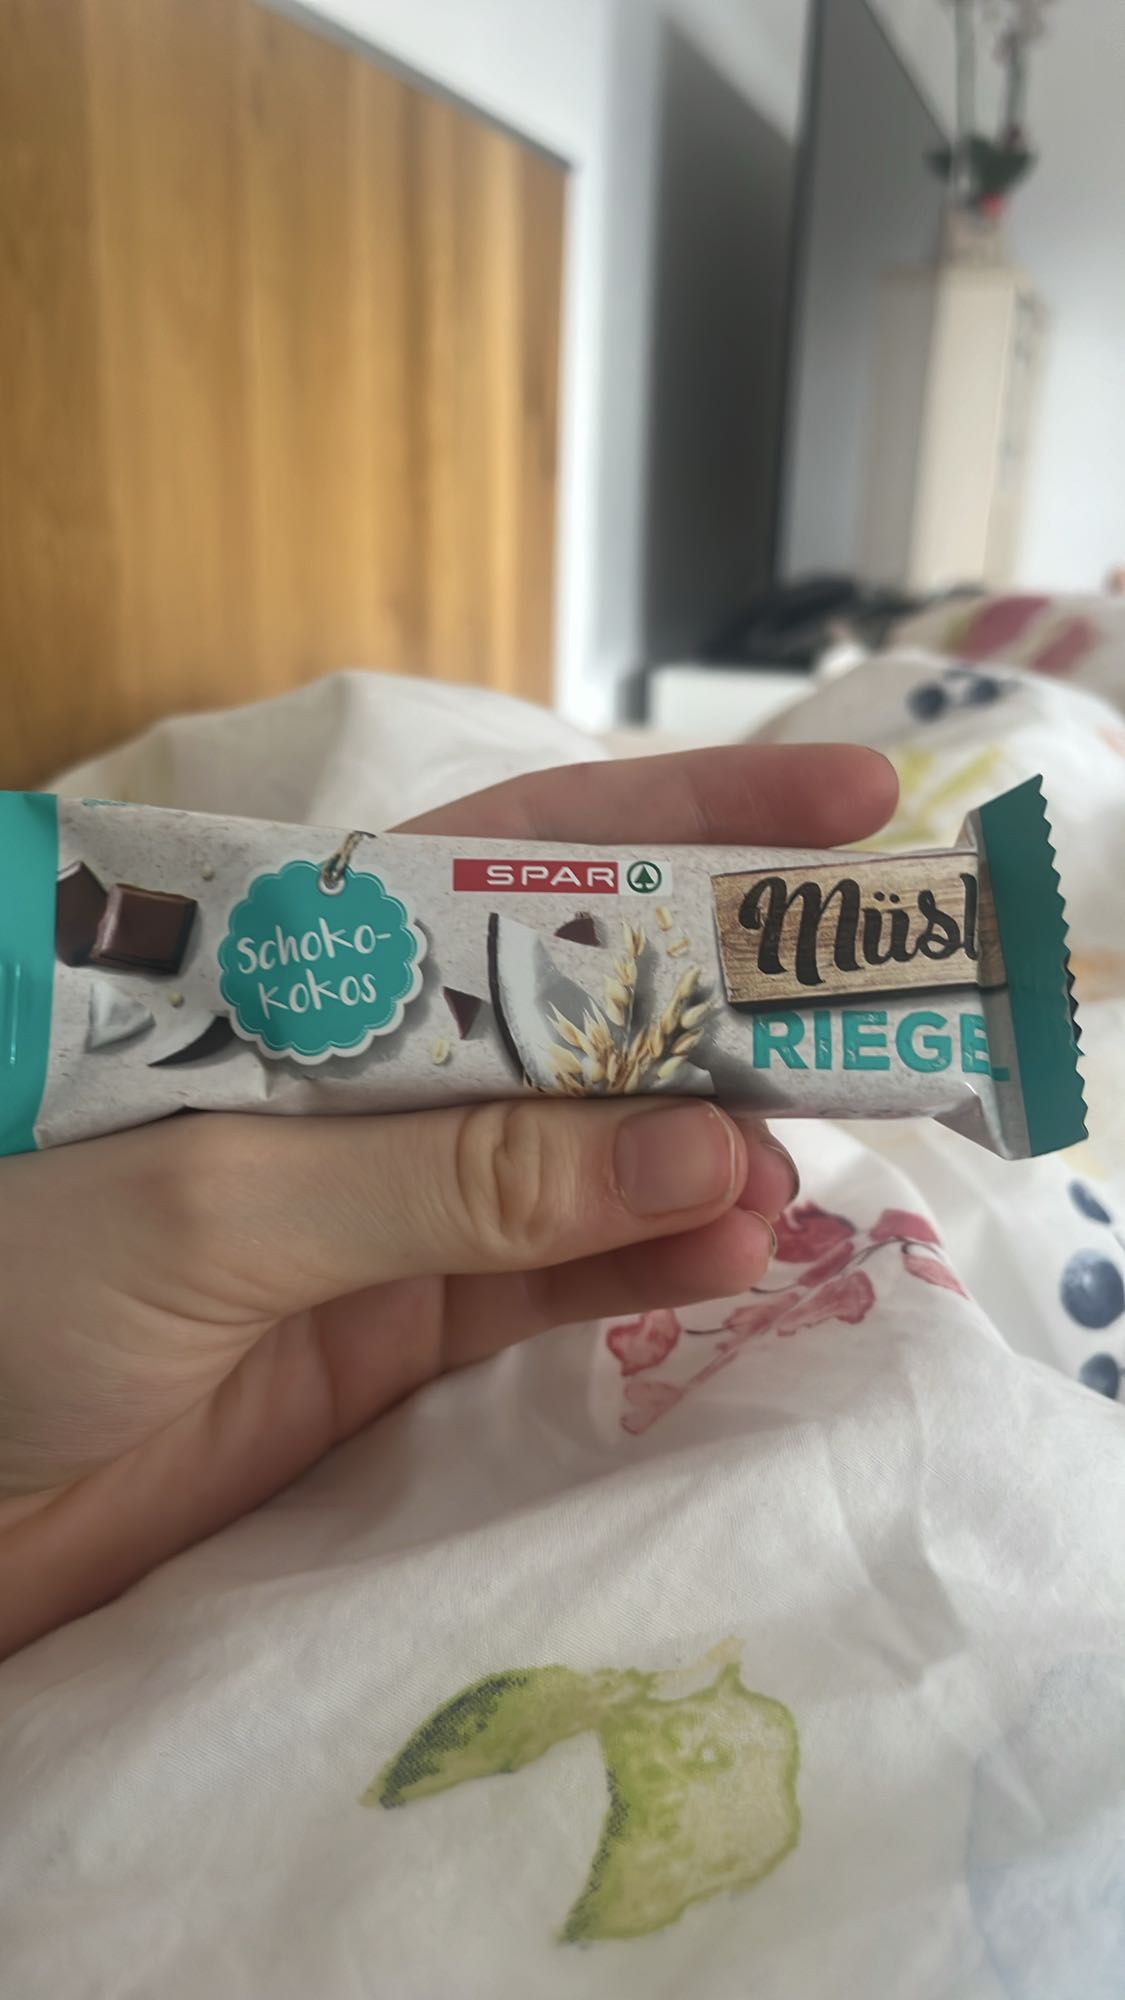 schoko-
kokos
SPAR
Müsl
RIEGE